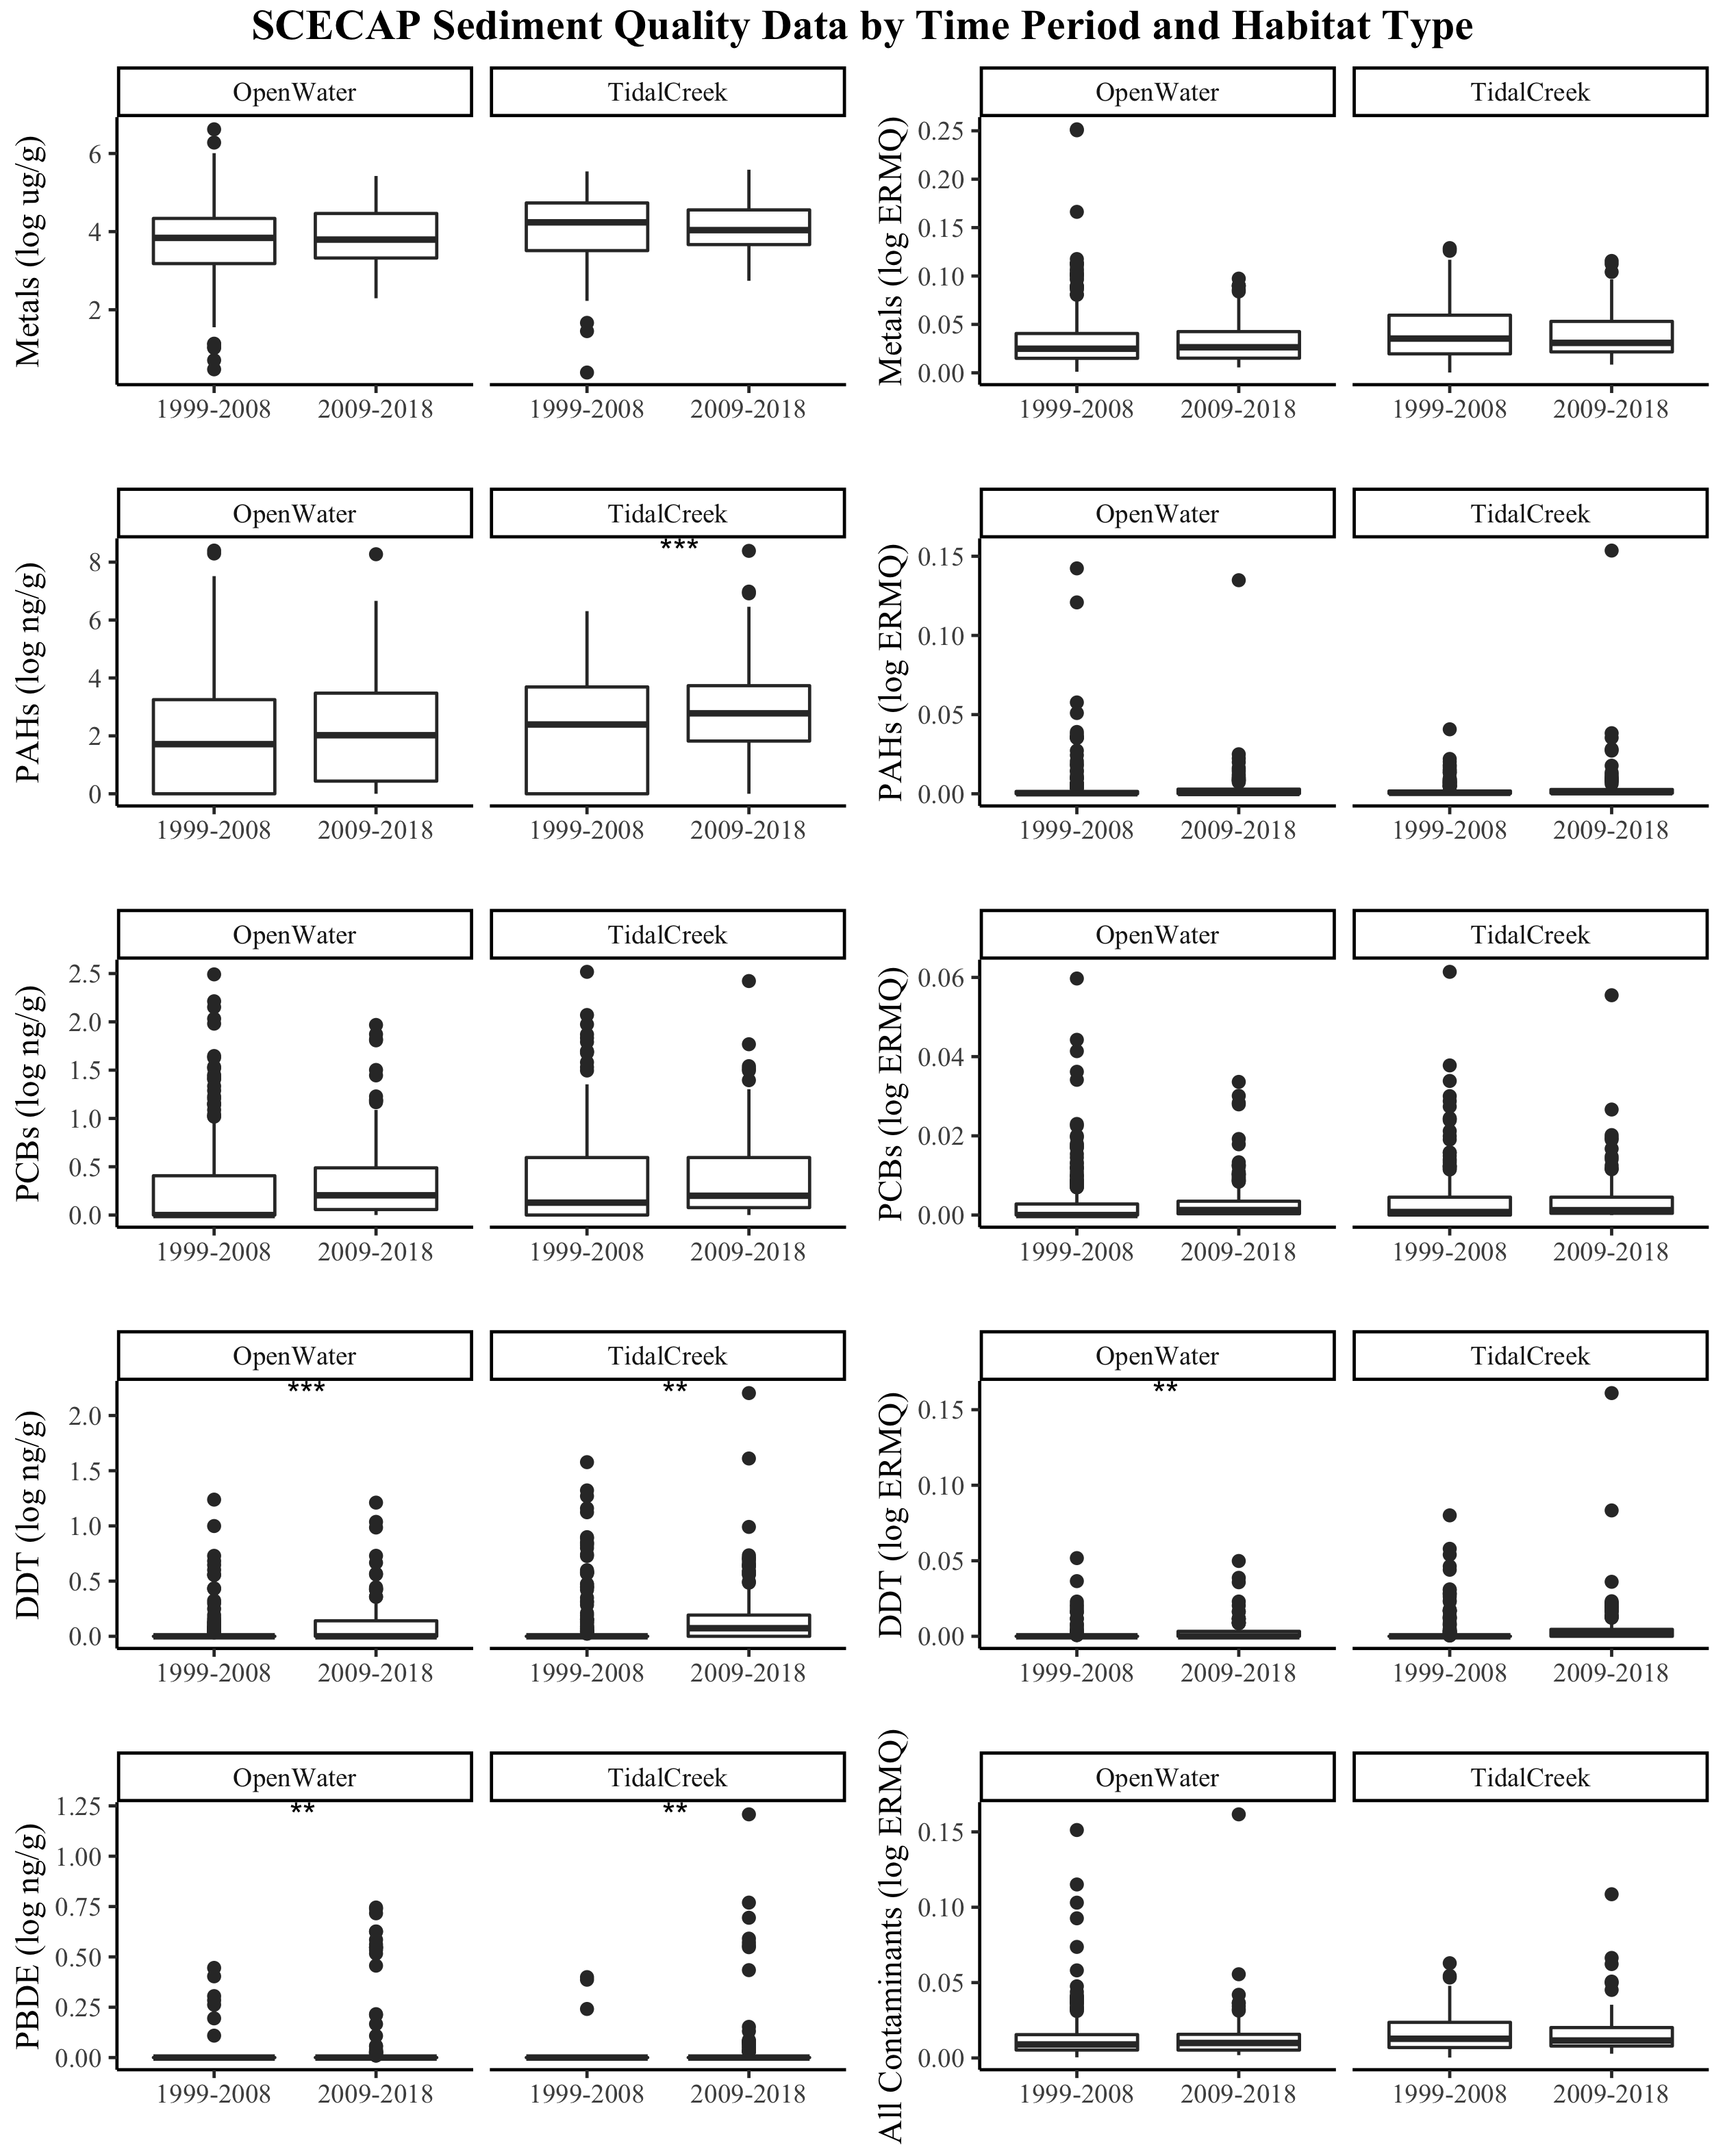 SCECAP Sediment Quality Data by Time Period and Habitat Type
OpenWater TidalCreek
Metals (log ug/g)
6
4
2
1999-2008 2009-2018 1999-2008 2009-2018
OpenWater TidalCreek
Metals (log ERMQ)
0.25
0.20
0.15
0.10
0.05
0.00
1999-2008 2009-2018 1999-2008 2009-2018
OpenWater TidalCreek
***
PAHs (log ng/g)
8
6
4
2
0
1999-2008 2009-2018 1999-2008 2009-2018
OpenWater TidalCreek
PAHs (log ERMQ)
0.15
0.10
0.05
0.00
1999-2008 2009-2018 1999-2008 2009-2018
OpenWater TidalCreek
PCBs (log ng/g)
2.5
2.0
1.5
1.0
0.5
0.0
1999-2008 2009-2018 1999-2008 2009-2018
OpenWater TidalCreek
PCBs (log ERMQ)
0.06
0.04
0.02
0.00
1999-2008 2009-2018 1999-2008 2009-2018
OpenWater TidalCreek
*** **
DDT (log ng/g)
2.0
1.5
1.0
0.5
0.0
1999-2008 2009-2018 1999-2008 2009-2018
OpenWater TidalCreek
**
DDT (log ERMQ)
0.15
0.10
0.05
0.00
1999-2008 2009-2018 1999-2008 2009-2018
OpenWater TidalCreek
** **
PBDE (log ng/g)
1.25
1.00
0.75
0.50
0.25
0.00
1999-2008 2009-2018 1999-2008 2009-2018
OpenWater TidalCreek
All Contaminants (log ERMQ)
0.15
0.10
0.05
0.00
1999-2008 2009-2018 1999-2008 2009-2018